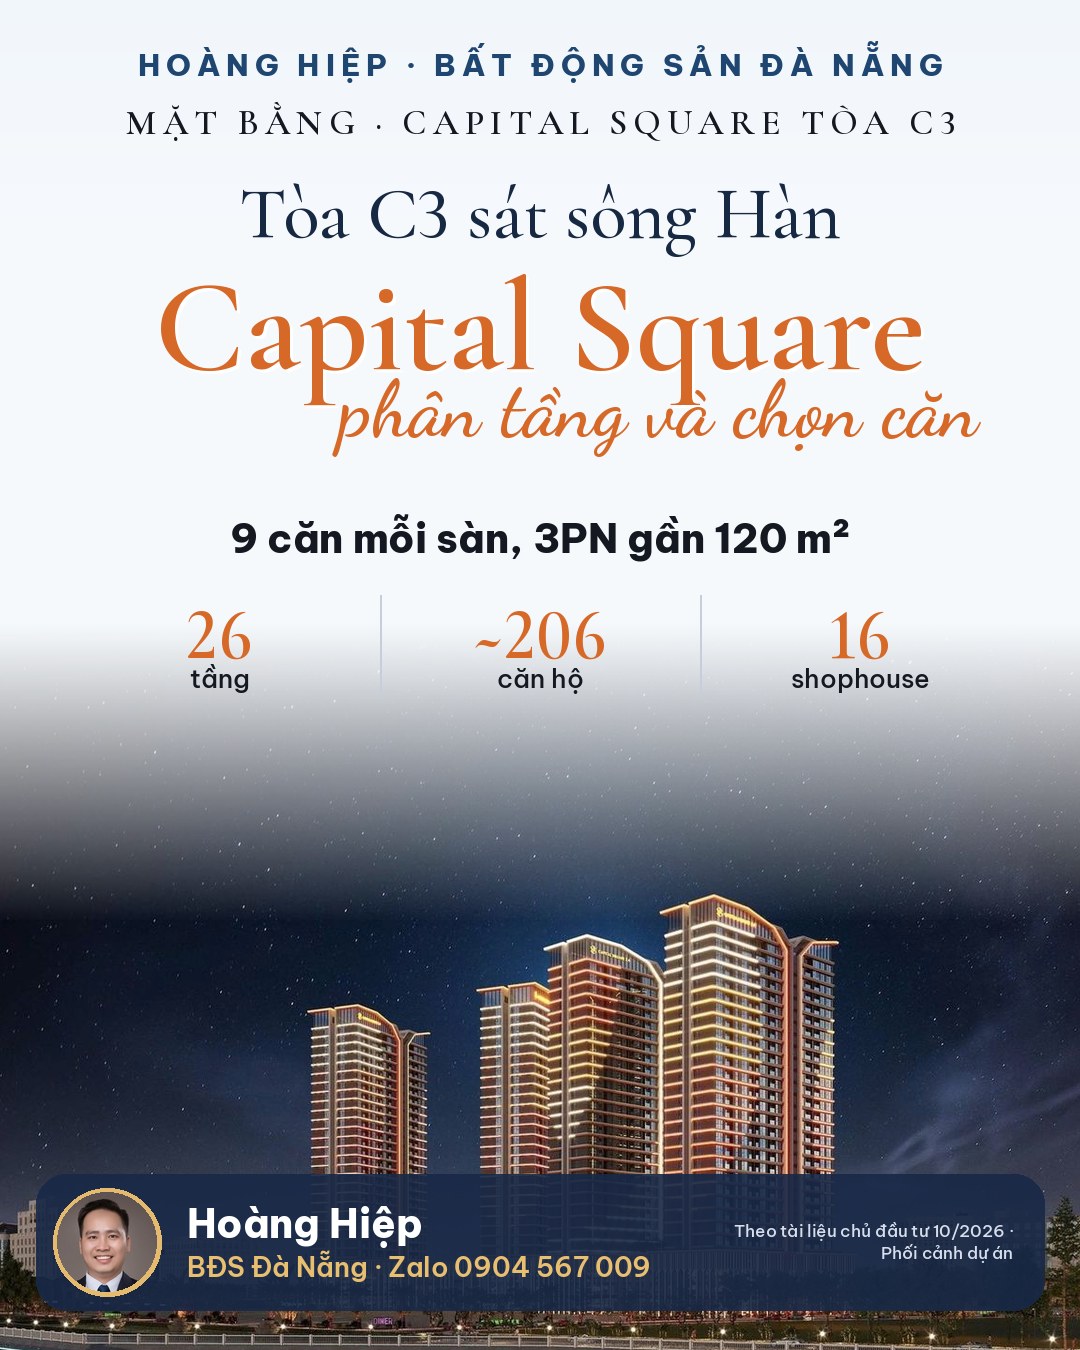 HOÀNG HIỆP · BẤT ĐỘNG SẢN ĐÀ NẴNG
MẶT BẰNG · CAPITAL SQUARE TÒA C3
Tòa C3 sát sông Hàn
Capital Square
phân tầng và chọn căn
9 căn mỗi sàn, 3PN gần 120 m²
26
tầng
~206
căn hộ
16
shophouse
Hoàng Hiệp
BĐS Đà Nẵng · Zalo 0904 567 009
Theo tài liệu chủ đầu tư 10/2026 ·
Phối cảnh dự án